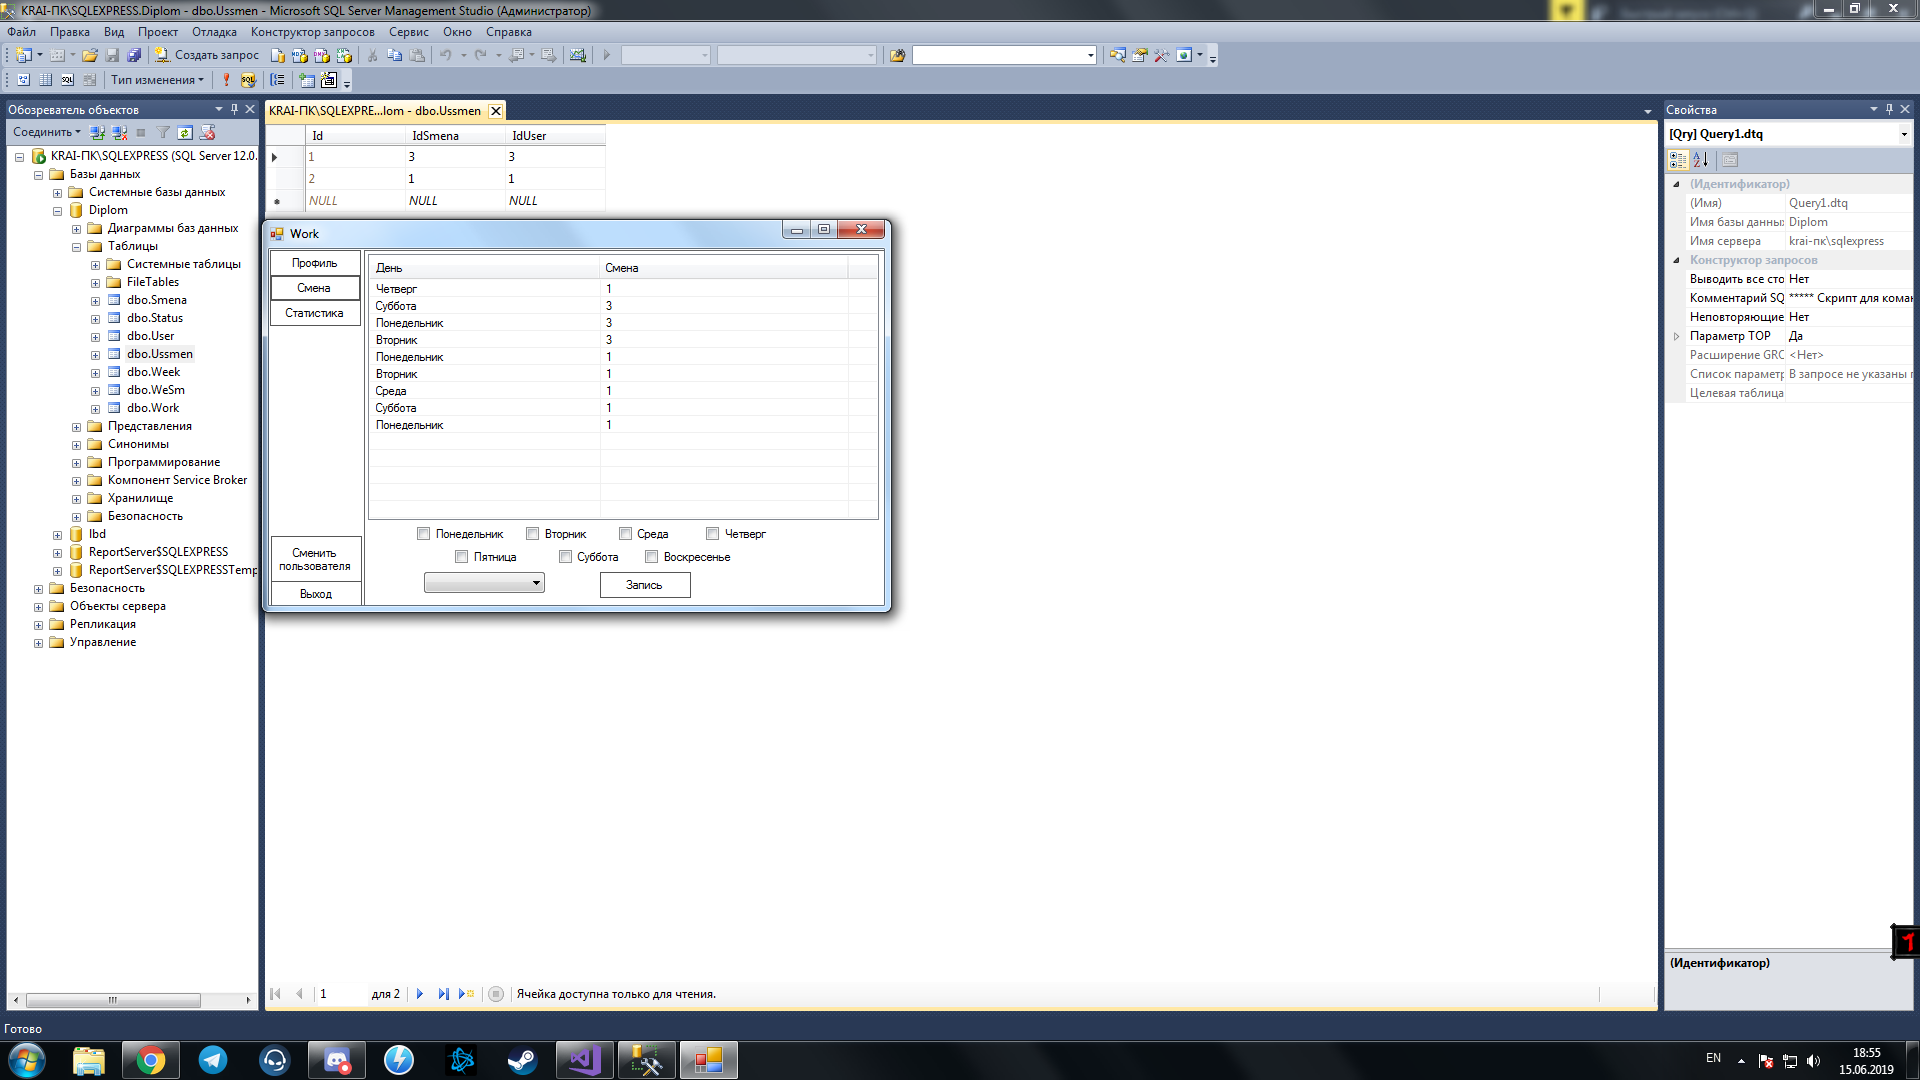 KRAI-ПК\SQLEXPRESS.Diplom - dbo.Ussmen - Microsoft SQL Server Management Studio (Администратор)
Файл Правка Вид Проект Отладка Конструктор запросов Сервис Окно Справка
Создать запрос
Тип изменения
Обозреватель объектов
Соединить
KRAI-ПК\SQLEXPRESS (SQL Server 12.0.
Базы данных
Системные базы данных
Diplom
Диаграммы баз данных
Таблицы
Системные таблицы
FileTables
dbo.Smena
dbo.Status
dbo.User
dbo.Ussmen
dbo.Week
dbo.WeSm
dbo.Work
Представления
Синонимы
Программирование
Компонент Service Broker
Хранилище
Безопасность
ReportServer$SQLEXPRESS
ReportServer$SQLEXPRESSTemp
Безопасность
Объекты сервера
Репликация
Управление
KRAI-ПК\SQLEXPRE...lom - dbo.Ussmen
Id IdSmena IdUser
1 3 3
2 1 1
NULL NULL NULL
Work
Профиль
Смена
Статистика
Сменить
пользователя
Выход
День Смена
Четверг 1
Суббота 3
Понедельник 3
Вторник 3
Понедельник 1
Вторник 1
Среда 1
Суббота 1
Понедельник 1
Понедельник Вторник Среда Четверг
Пятница Суббота Воскресенье
Запись
1 для 2 Ячейка доступна только для чтения.
Свойства
[Qry] Query1.dtq
(Идентификатор)
(Имя) Query1.dtq
Имя базы данных Diplom
Имя сервера krai-пк\sqlexpress
Конструктор запросов
Выводить все сто Нет
Комментарий SQ ***** Скрипт для кома
Неповторяющие Нет
Параметр TOP Да
Расширение GRC <Нет>
Список парамет В запросе не указаны
Целевая таблица
(Идентификатор)
Готово
EN
18:55
15.06.2019